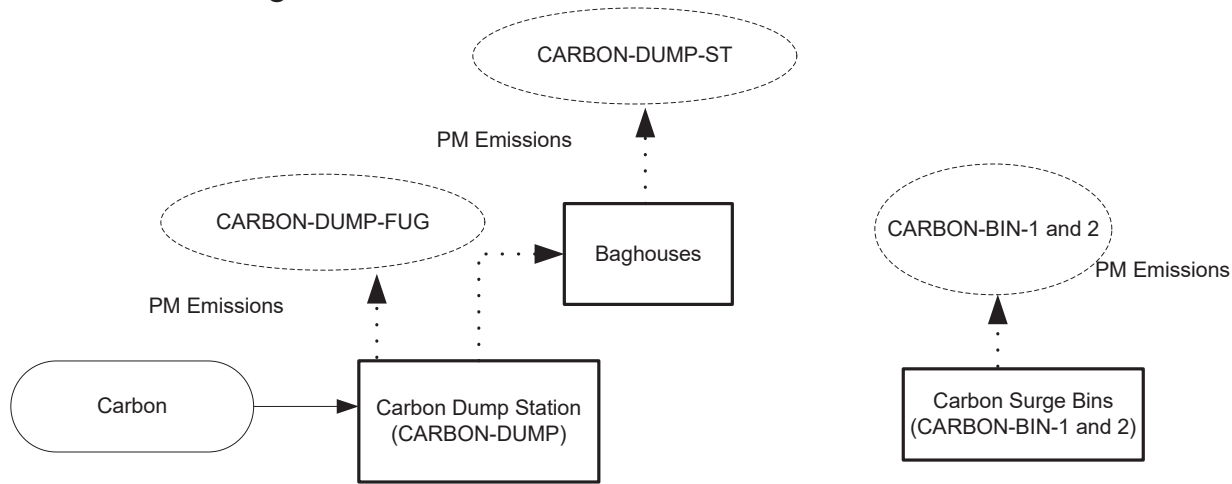 CARBON-DUMP-ST
PM Emissions
CARBON-DUMP-FUG
Baghouses
CARBON-BIN-1 and 2
PM Emissions
PM Emissions
Carbon
Carbon Dump Station
(CARBON-DUMP)
Carbon Surge Bins
(CARBON-BIN-1 and 2)